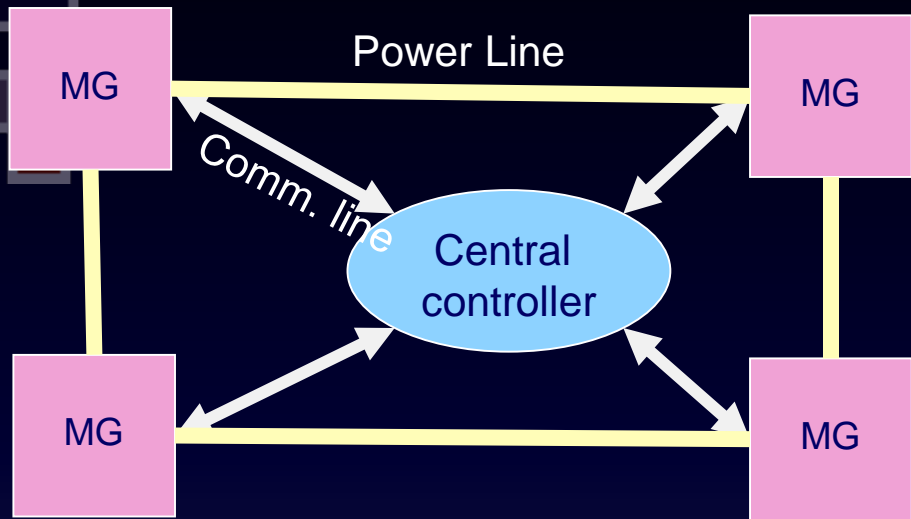 Power Line
MG
MG
Comm. line
Central
controller
MG
MG